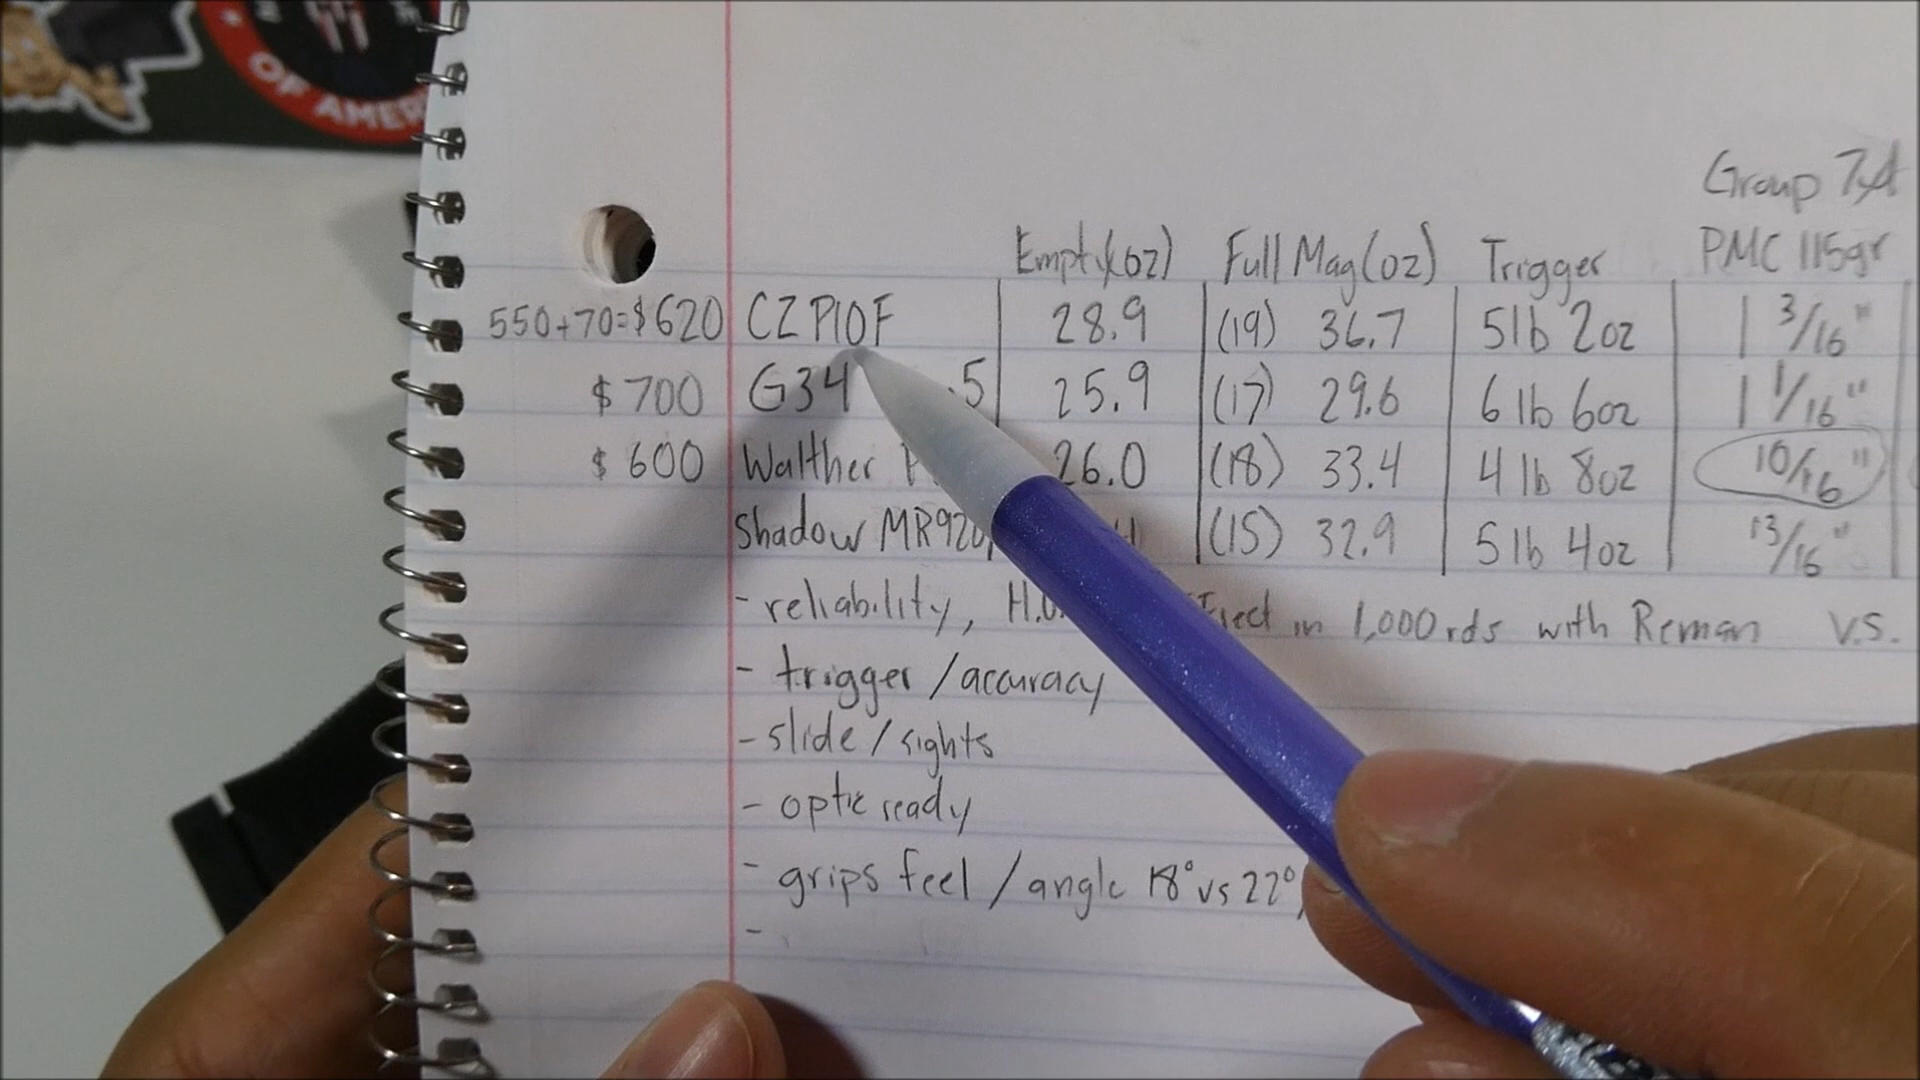 OF AMER
Group 7yd
Empty(oz) Full Mag(oz) Trigger PMC 115gr
550+70=$620 CZ P10F 28.9 (19) 36.7 5lb 2oz 1 3/16"
$700 G34 .5 25.9 (17) 29.6 6lb 6oz 1 1/16"
$600 Walther 26.0 (18) 33.4 4lb 8oz 10/16"
Shadow MR920 (15) 32.9 5lb 4oz 13/16"
- reliability, in 1,000rds with Reman V.S.
- trigger/accuracy
- slide/sights
- optic ready
- grips feel / angle 18° vs 22°
-